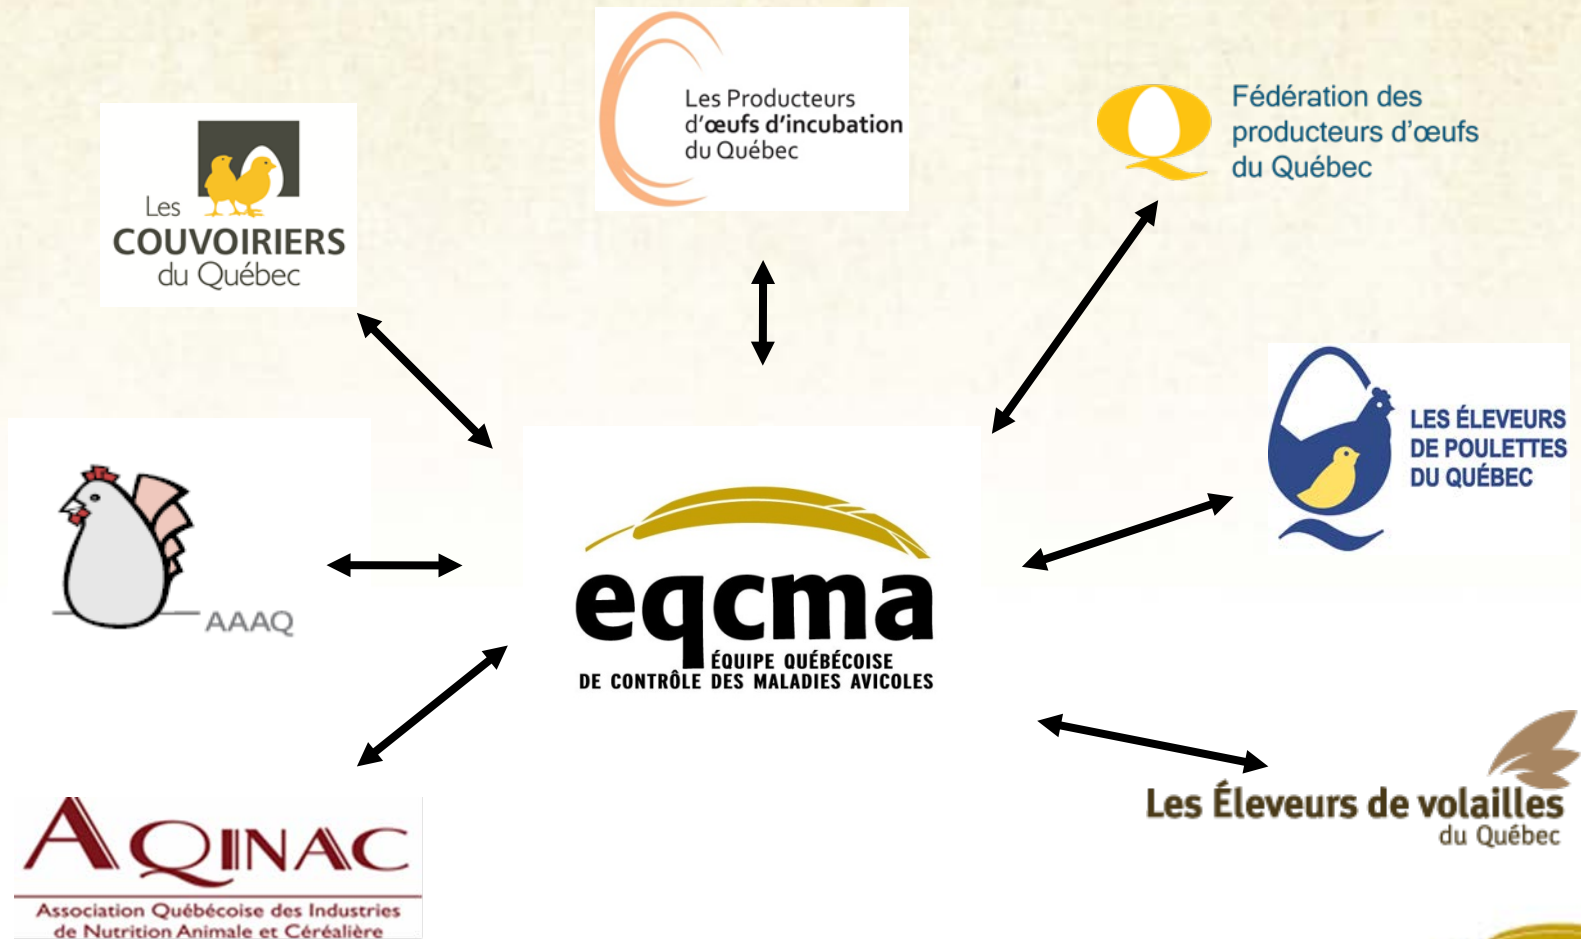 Les Producteurs
d'œufs d'incubation
du Québec
Fédération des
producteurs d'œufs
du Québec
Les
COUVOIRIERS
du Québec
LES ÉLEVEURS
DE POULETTES
DU QUÉBEC
AAAQ
eqcma
ÉQUIPE QUÉBÉCOISE
DE CONTRÔLE DES MALADIES AVICOLES
Les Éleveurs de volailles
du Québec
AQINAC
Association Québécoise des Industries
de Nutrition Animale et Céréalière